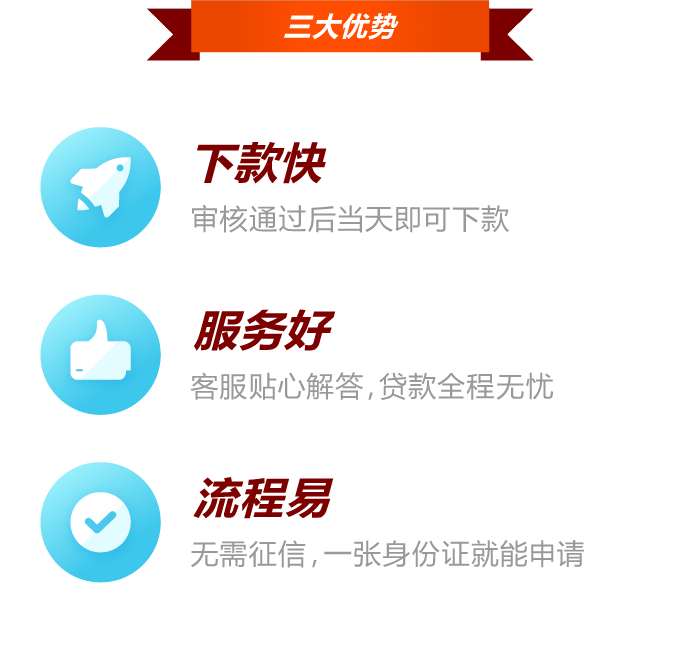 三大优势
下款快
审核通过后当天即可下款
服务好
客服贴心解答,贷款全程无忧
流程易
无需征信,一张身份证就能申请